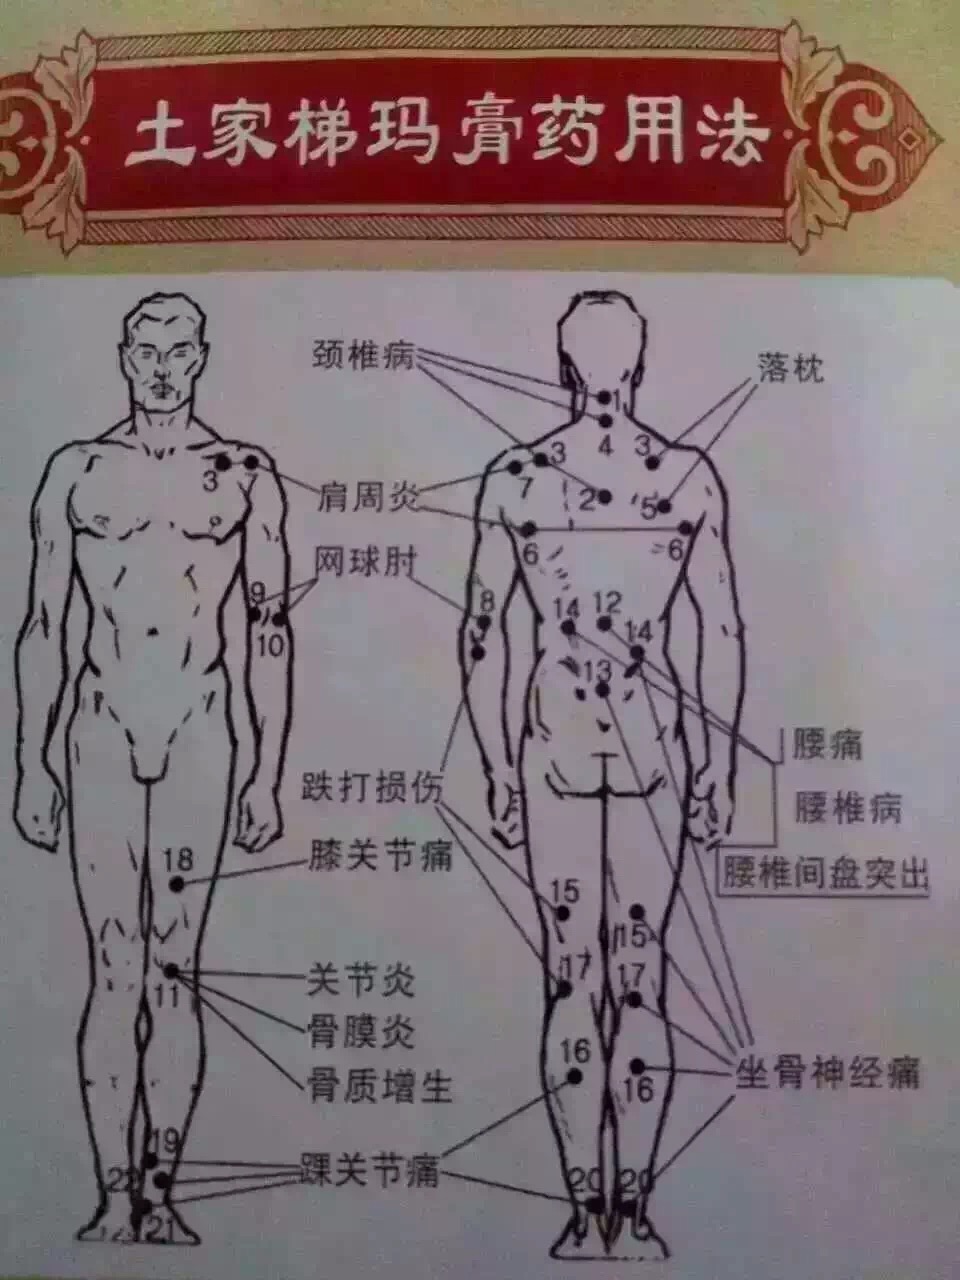 土家梯玛膏药用法
颈椎病
落枕
1
4
3
3
3
7
7
2
5
肩周炎
6
6
网球肘
9
10
8
14
12
14
13
腰痛
腰椎病
腰椎间盘突出
跌打损伤
膝关节痛
18
15
15
关节炎
11
17
17
骨膜炎
骨质增生
16
16
坐骨神经痛
踝关节痛
19
22
21
20
20